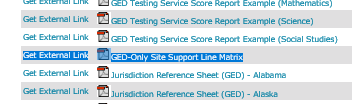 Get External Link GED Testing Service Score Report Example (Mathematics)
Get External Link GED Testing Service Score Report Example (Science)
Get External Link GED Testing Service Score Report Example (Social Studies)
Get External Link GED-Only Site Support Line Matrix
Get External Link Jurisdiction Reference Sheet (GED) - Alabama
Get External Link Jurisdiction Reference Sheet (GED) - Alaska